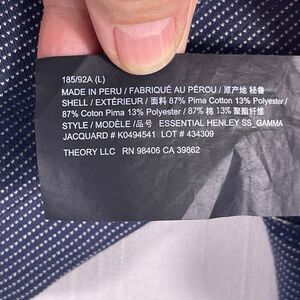 185/92A (L)
MADE IN PERU / FABRIQUÉ AU PÉROU / 原产地 秘鲁
SHELL / EXTÉRIEUR / 面料 87% Pima Cotton 13% Polyester /
87% Coton Pima 13% Polyester / 87% 棉 13% 聚酯纤维
STYLE / MODÈLE /品号 ESSENTIAL HENLEY SS_GAMMA
JACQUARD # K0494541 LOT # 434309
THEORY LLC RN 98406 CA 39862